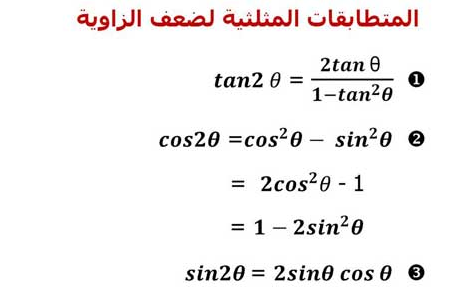 المتطابقات المثلثية لضعف الزاوية
❶ tan2 θ = 2tan θ / 1−tan²θ
❷ cos2θ =cos²θ − sin²θ
= 2cos²θ - 1
= 1 − 2sin²θ
❸ sin2θ = 2sinθ cos θ